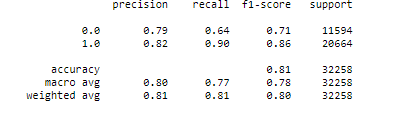 precision recall f1-score support
0.0 0.79 0.64 0.71 11594
1.0 0.82 0.90 0.86 20664
accuracy 0.81 32258
macro avg 0.80 0.77 0.78 32258
weighted avg 0.81 0.81 0.80 32258